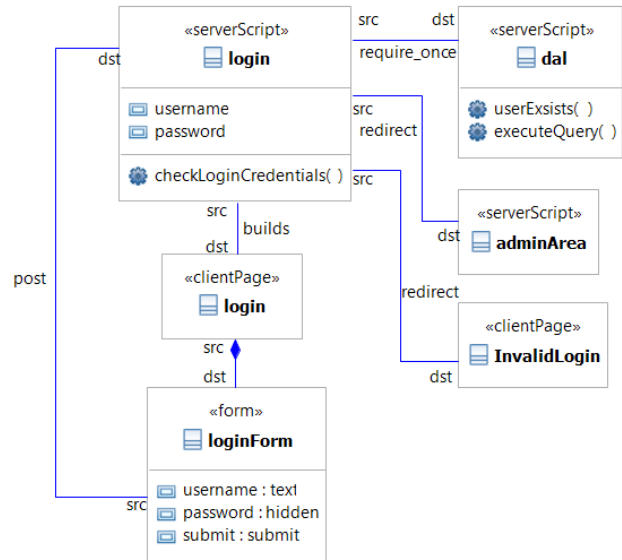 «serverScript»
login
username
password
checkLoginCredentials( )
src
dst
require_once
«serverScript»
dal
userExsists( )
executeQuery( )
src
redirect
dst
«serverScript»
adminArea
src
redirect
dst
«clientPage»
InvalidLogin
src
builds
dst
«clientPage»
login
src
dst
«form»
loginForm
username : text
password : hidden
submit : submit
dst
post
src